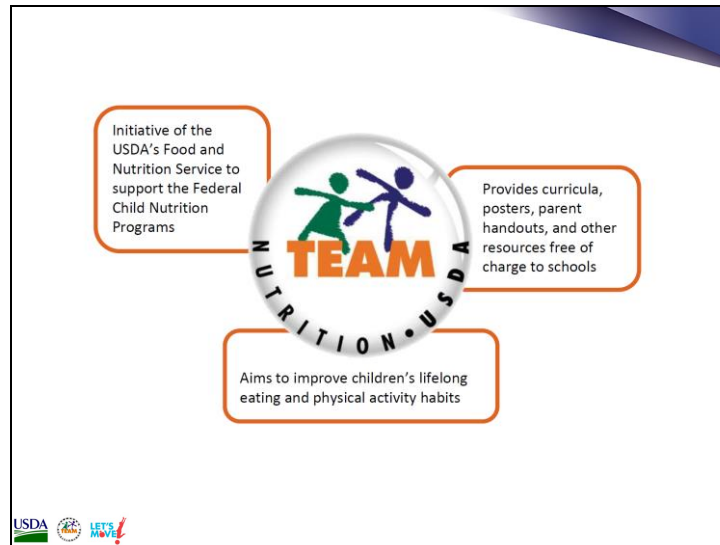 Initiative of the
USDA's Food and
Nutrition Service to
support the Federal
Child Nutrition
Programs
TEAM
NUTRITION • USDA
Provides curricula,
posters, parent
handouts, and other
resources free of
charge to schools
Aims to improve children's lifelong
eating and physical activity habits
USDA
TEAM
LET'S
MOVE!